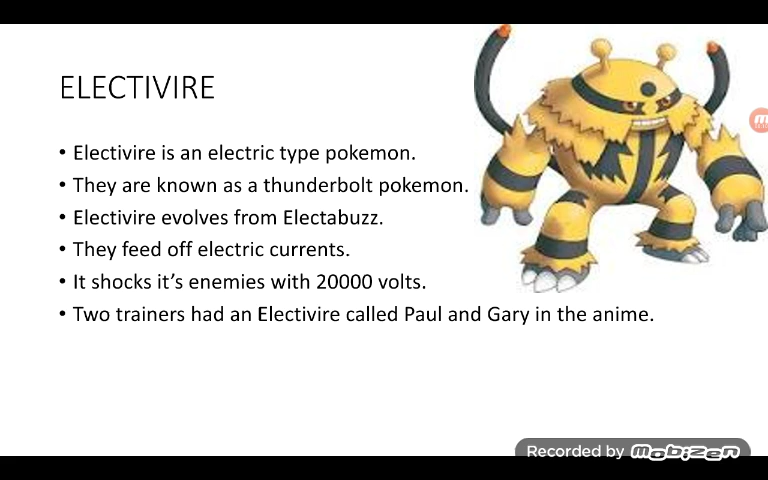 ELECTIVIRE
• Electivire is an electric type pokemon.
• They are known as a thunderbolt pokemon.
• Electivire evolves from Electabuzz.
• They feed off electric currents.
• It shocks it’s enemies with 20000 volts.
• Two trainers had an Electivire called Paul and Gary in the anime.
Recorded by mobizen